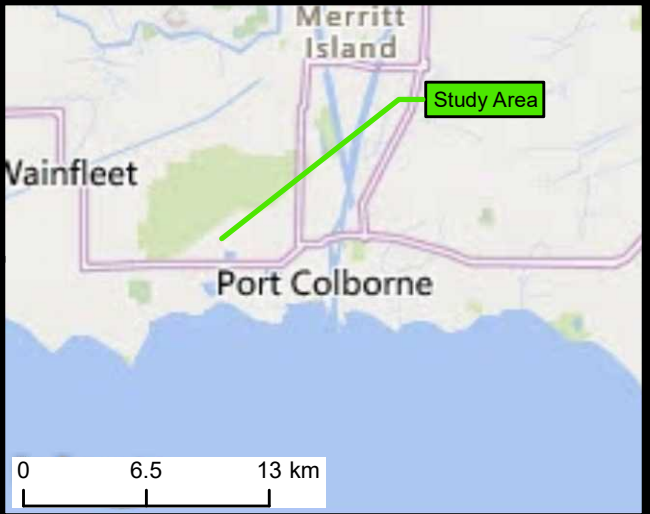 Merritt
Island
Study Area
Wainfleet
Port Colborne
0 6.5 13 km